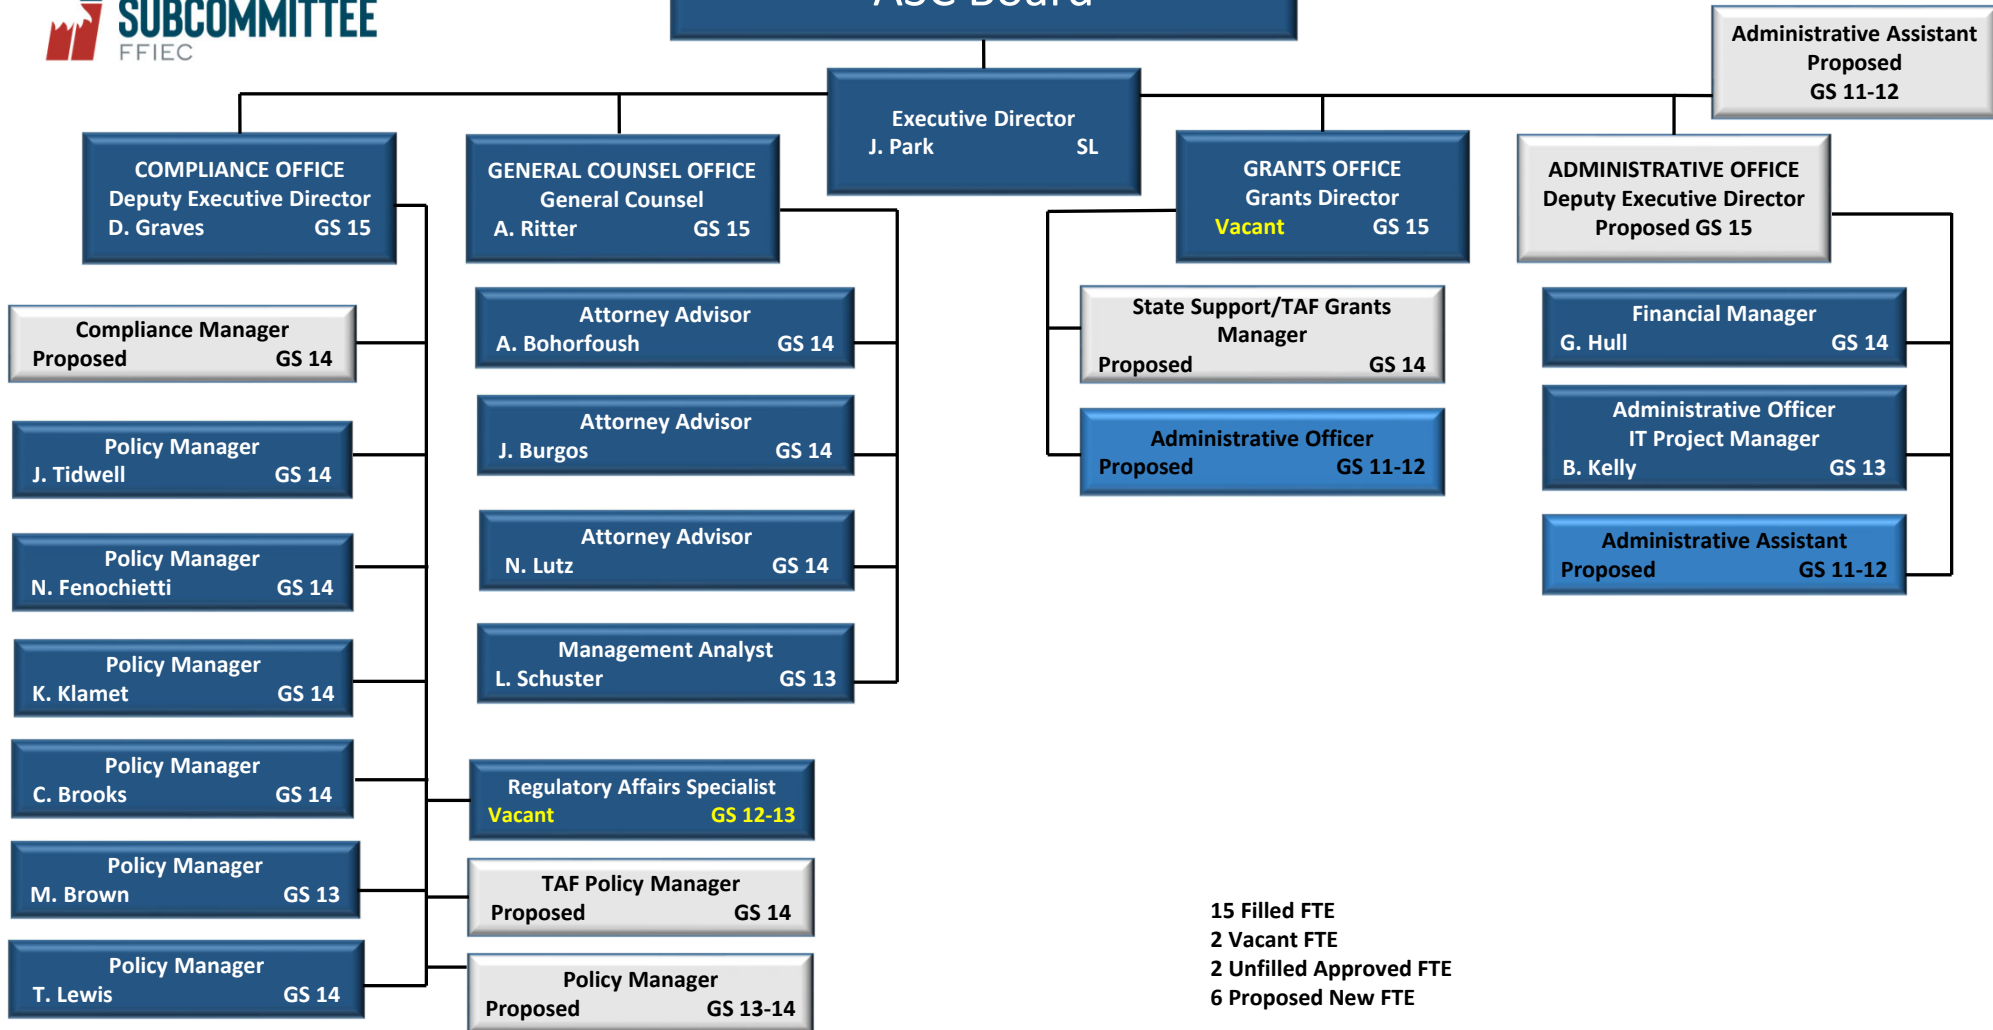 SUBCOMMITTEE
FFIEC
ASC Board
Administrative Assistant
Proposed
GS 11-12
Executive Director
J. Park SL
COMPLIANCE OFFICE
Deputy Executive Director
D. Graves GS 15
GENERAL COUNSEL OFFICE
General Counsel
A. Ritter GS 15
GRANTS OFFICE
Grants Director
Vacant GS 15
ADMINISTRATIVE OFFICE
Deputy Executive Director
Proposed GS 15
Compliance Manager
Proposed GS 14
Policy Manager
J. Tidwell GS 14
Policy Manager
N. Fenochietti GS 14
Policy Manager
K. Klamet GS 14
Policy Manager
C. Brooks GS 14
Policy Manager
M. Brown GS 13
Policy Manager
T. Lewis GS 14
Regulatory Affairs Specialist
Vacant GS 12-13
TAF Policy Manager
Proposed GS 14
Policy Manager
Proposed GS 13-14
Attorney Advisor
A. Bohorfoush GS 14
Attorney Advisor
J. Burgos GS 14
Attorney Advisor
N. Lutz GS 14
Management Analyst
L. Schuster GS 13
State Support/TAF Grants
Manager
Proposed GS 14
Administrative Officer
Proposed GS 11-12
Financial Manager
G. Hull GS 14
Administrative Officer
IT Project Manager
B. Kelly GS 13
Administrative Assistant
Proposed GS 11-12
15 Filled FTE
2 Vacant FTE
2 Unfilled Approved FTE
6 Proposed New FTE